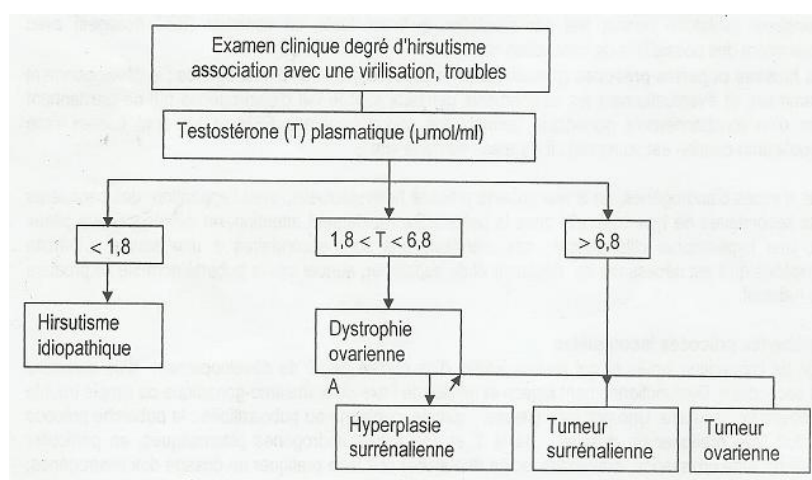 Examen clinique degré d'hirsutisme
association avec une virilisation, troubles
Testostérone (T) plasmatique (µmol/ml)
< 1,8
1,8 < T < 6,8
> 6,8
Hirsutisme
idiopathique
Dystrophie
ovarienne
A
Hyperplasie
surrénalienne
Tumeur
surrénalienne
Tumeur
ovarienne